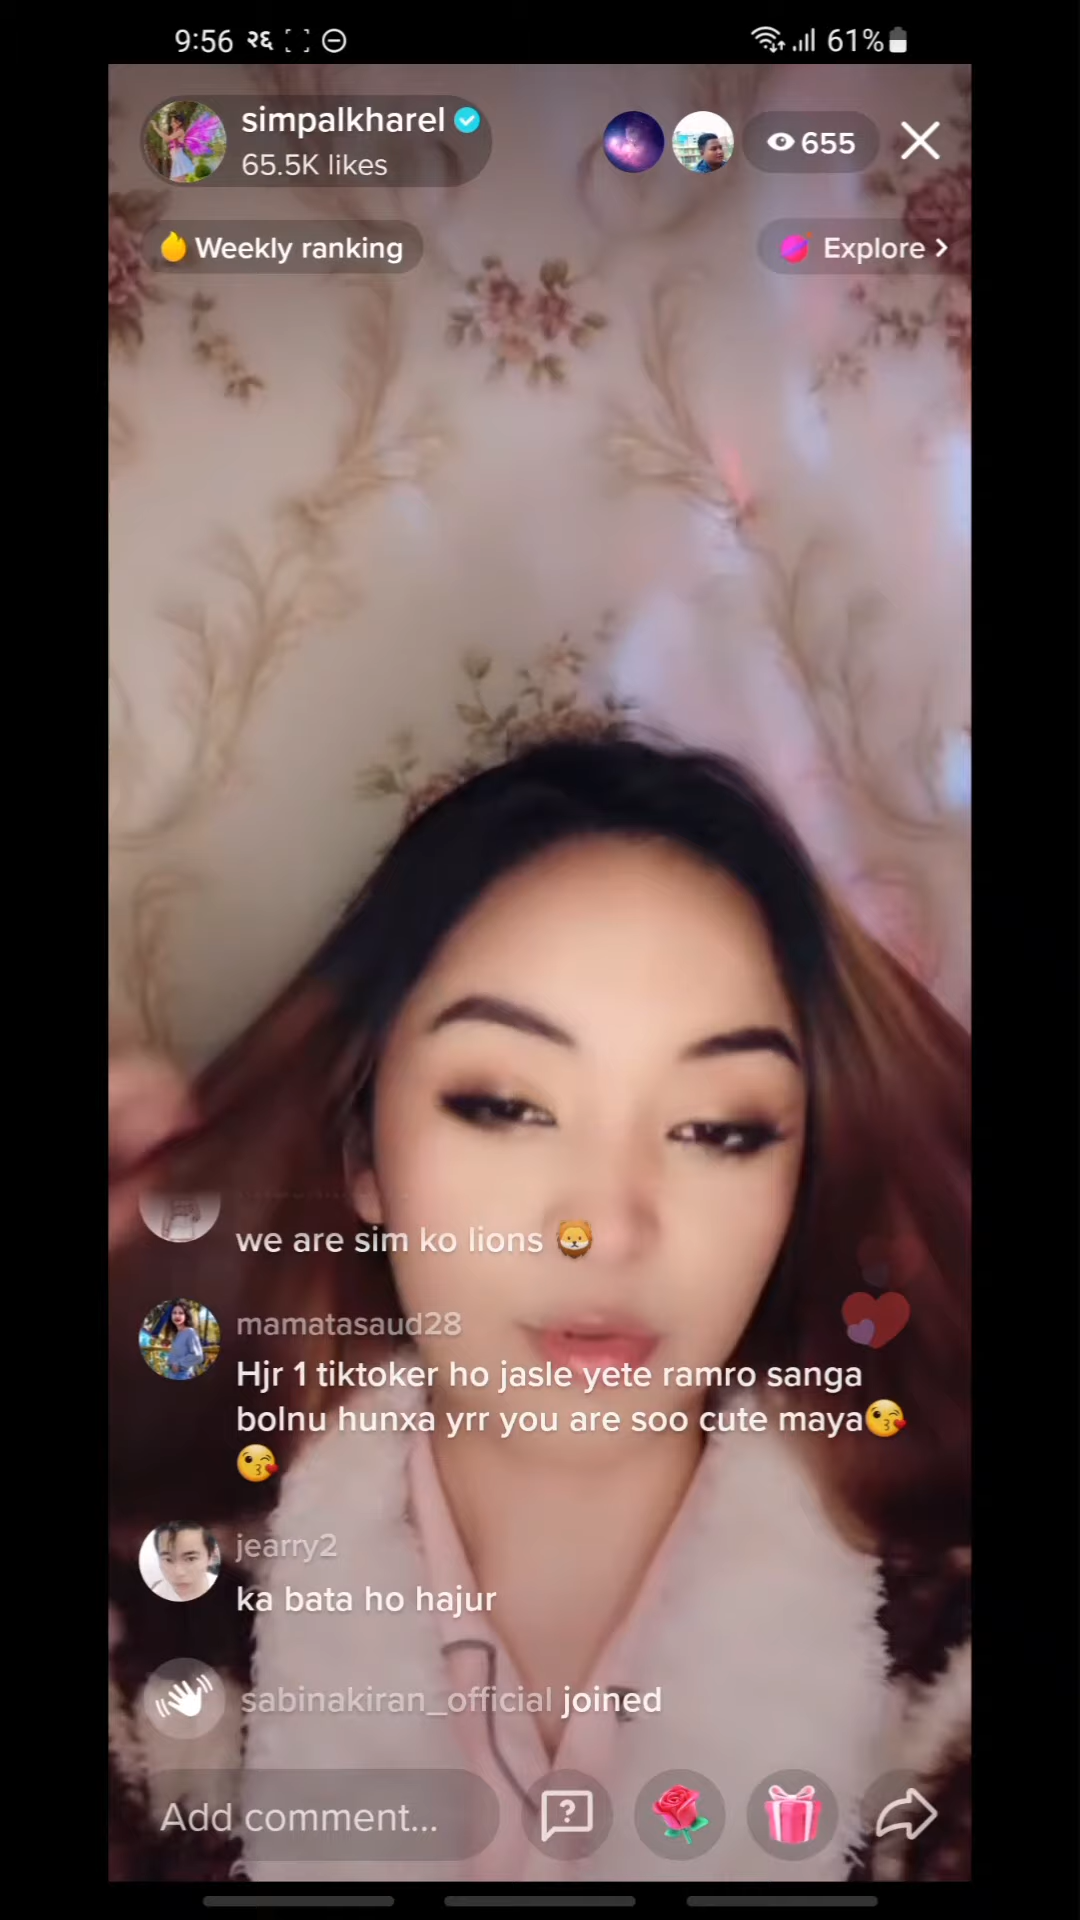 9:56 २६ 61%
simpalkharel
65.5K likes
655
Weekly ranking
Explore
we are sim ko lions
mamatasaud28
Hjr 1 tiktoker ho jasle yete ramro sanga
bolnu hunxa yrr you are soo cute maya😘
😘
jearry2
ka bata ho hajur
sabinakiran_official joined
Add comment...